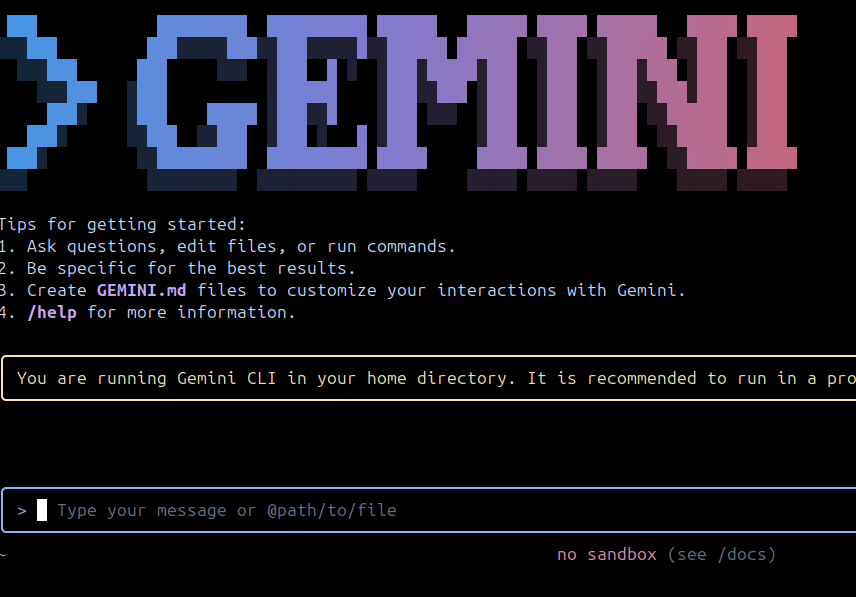 > GEMINI
Tips for getting started:
1. Ask questions, edit files, or run commands.
2. Be specific for the best results.
3. Create GEMINI.md files to customize your interactions with Gemini.
4. /help for more information.
You are running Gemini CLI in your home directory. It is recommended to run in a pro
> Type your message or @path/to/file
~ no sandbox (see /docs)